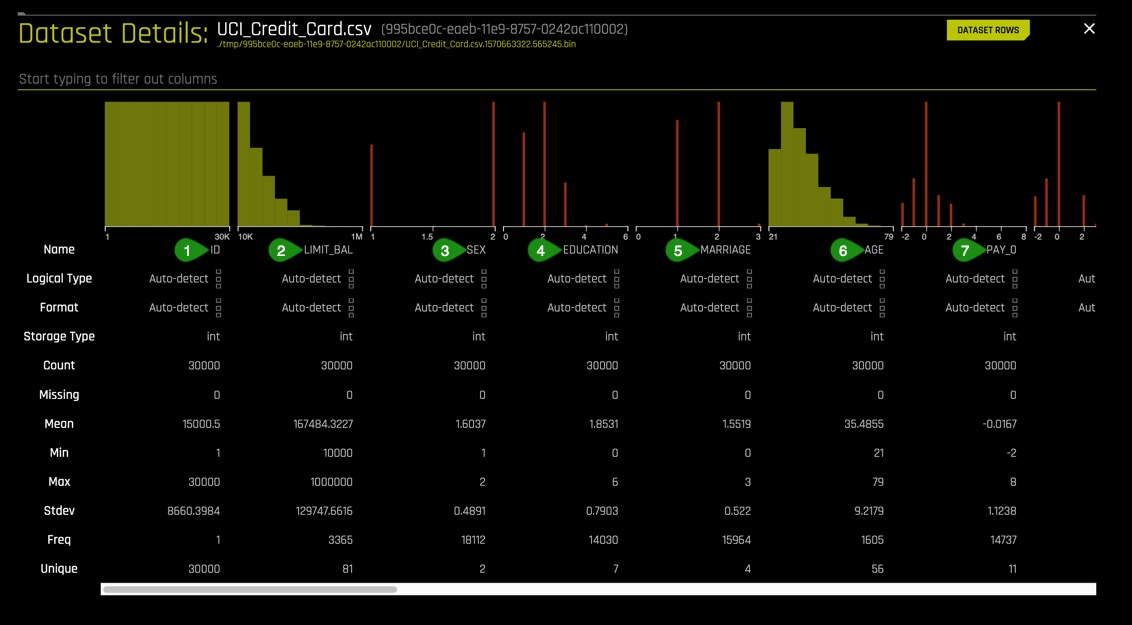 Dataset Details: UCI_Credit_Card.csv (995bce0c-eaeb-11e9-8757-0242ac110002) DATASET ROWS
./tmp/995bce0c-eaeb-11e9-8757-0242ac110002/UCI_Credit_Card.csv.1570663322.565245.bin
Start typing to filter out columns
1 30K 10K 1M 1 1.5 2 0 2 4 6 0 1 2 3 21 79 -2 0 2 4 6 8 -2 0 2
Name 1 ID 2 LIMIT_BAL 3 SEX 4 EDUCATION 5 MARRIAGE 6 AGE 7 PAY_0
Logical Type Auto-detect Auto-detect Auto-detect Auto-detect Auto-detect Auto-detect Auto-detect Aut
Format Auto-detect Auto-detect Auto-detect Auto-detect Auto-detect Auto-detect Auto-detect Aut
Storage Type int int int int int int int
Count 30000 30000 30000 30000 30000 30000 30000
Missing 0 0 0 0 0 0 0
Mean 15000.5 167484.3227 1.6037 1.8531 1.5519 35.4855 -0.0167
Min 1 10000 1 0 0 21 -2
Max 30000 1000000 2 6 3 79 8
Stdev 8660.3984 129747.6616 0.4891 0.7903 0.522 9.2179 1.1238
Freq 1 3365 18112 14030 15964 1605 14737
Unique 30000 81 2 7 4 56 11